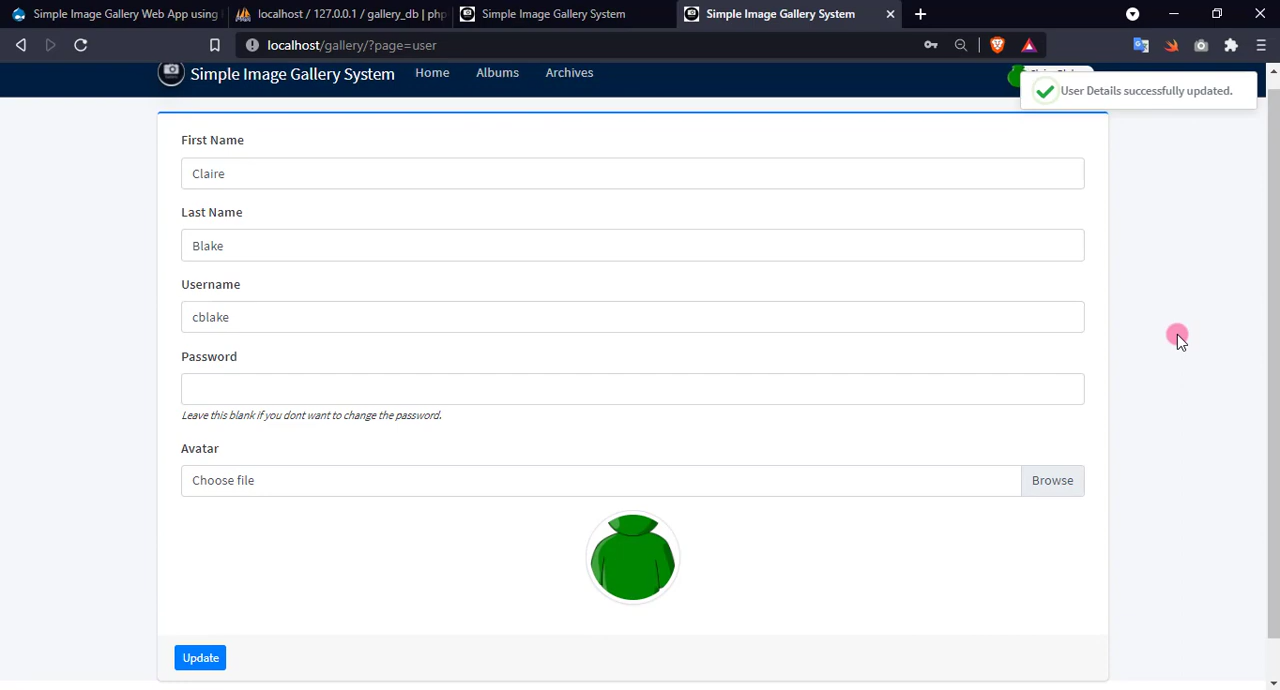 Simple Image Gallery Web App using
localhost / 127.0.0.1 / gallery_db | php
Simple Image Gallery System
Simple Image Gallery System
localhost/gallery/?page=user
Simple Image Gallery System
Home
Albums
Archives
User Details successfully updated.
First Name
Claire
Last Name
Blake
Username
cblake
Password
Leave this blank if you dont want to change the password.
Avatar
Choose file
Browse
Update